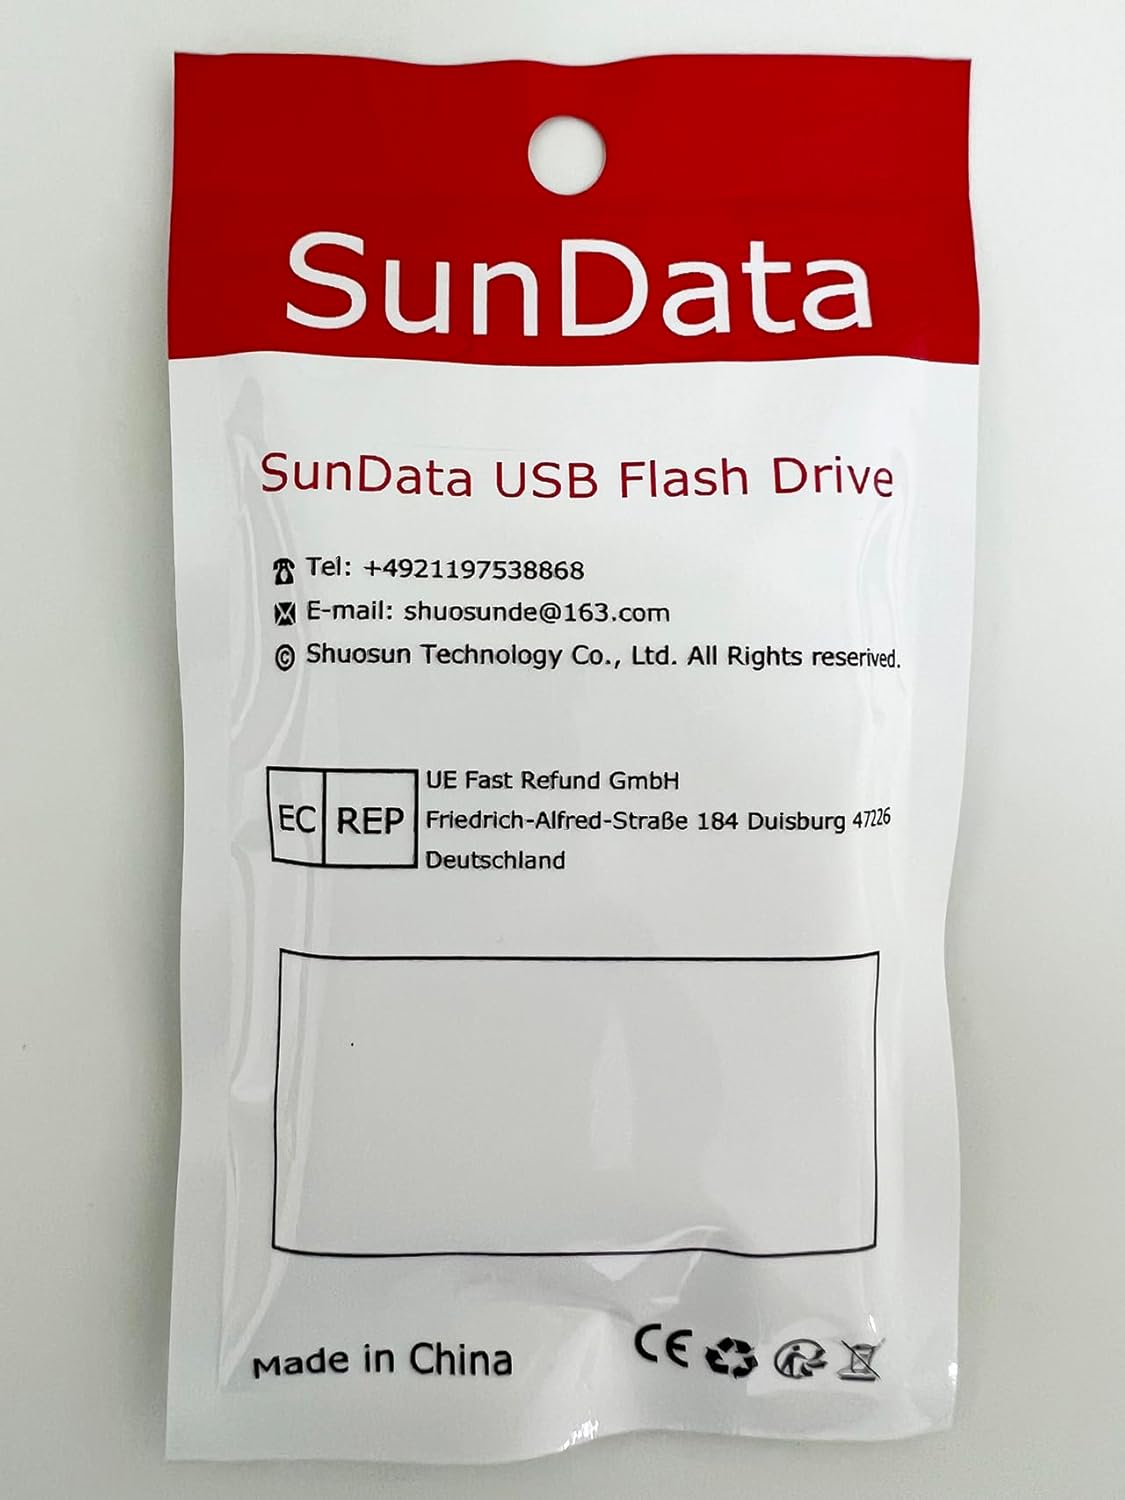 SunData
SunData USB Flash Drive
Tel: +4921197538868
E-mail: shuosunde@163.com
© Shuosun Technology Co., Ltd. All Rights reserived.
EC REP
UE Fast Refund GmbH
Friedrich-Alfred-Straße 184 Duisburg 47226
Deutschland
Made in China CE